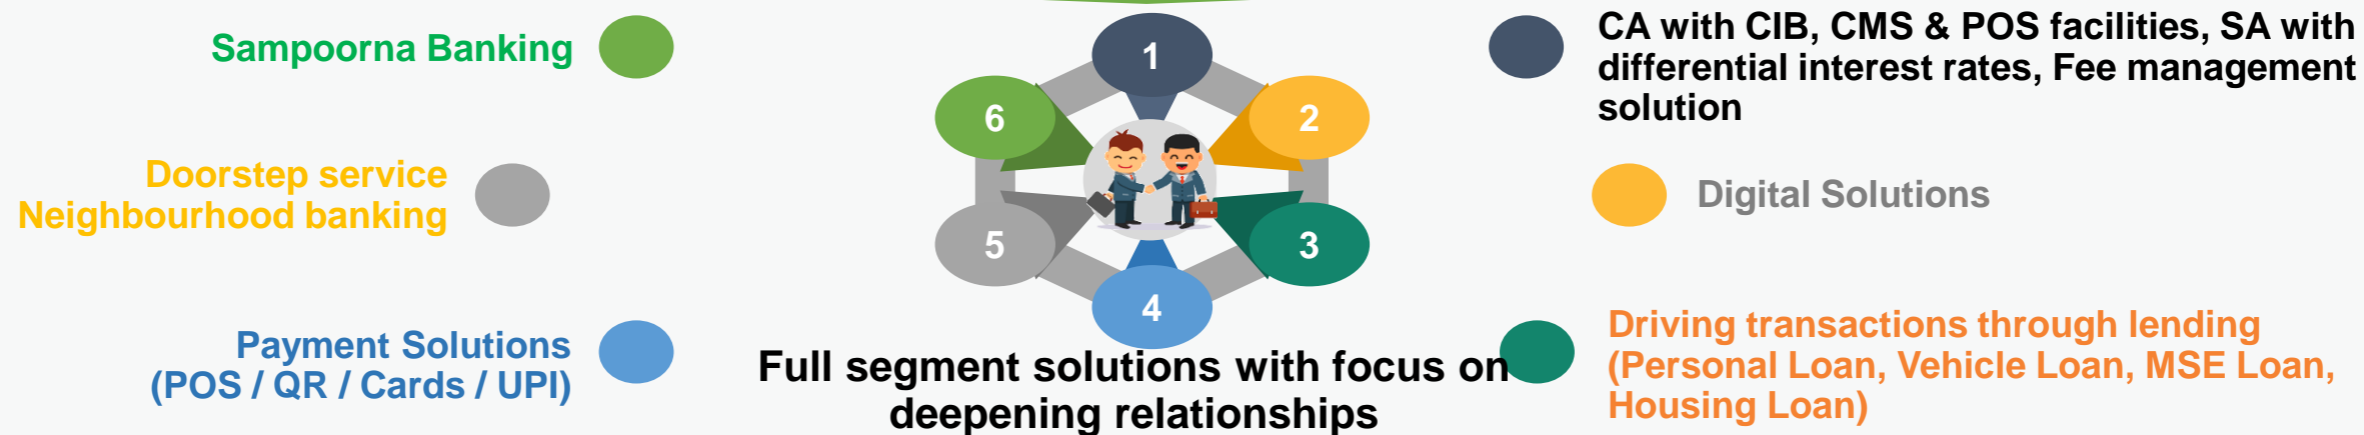 Sampoorna Banking
Doorstep service
Neighbourhood banking
Payment Solutions
(POS / QR / Cards / UPI)
1
2
3
4
5
6
Full segment solutions with focus on
deepening relationships
CA with CIB, CMS & POS facilities, SA with
differential interest rates, Fee management
solution
Digital Solutions
Driving transactions through lending
(Personal Loan, Vehicle Loan, MSE Loan,
Housing Loan)